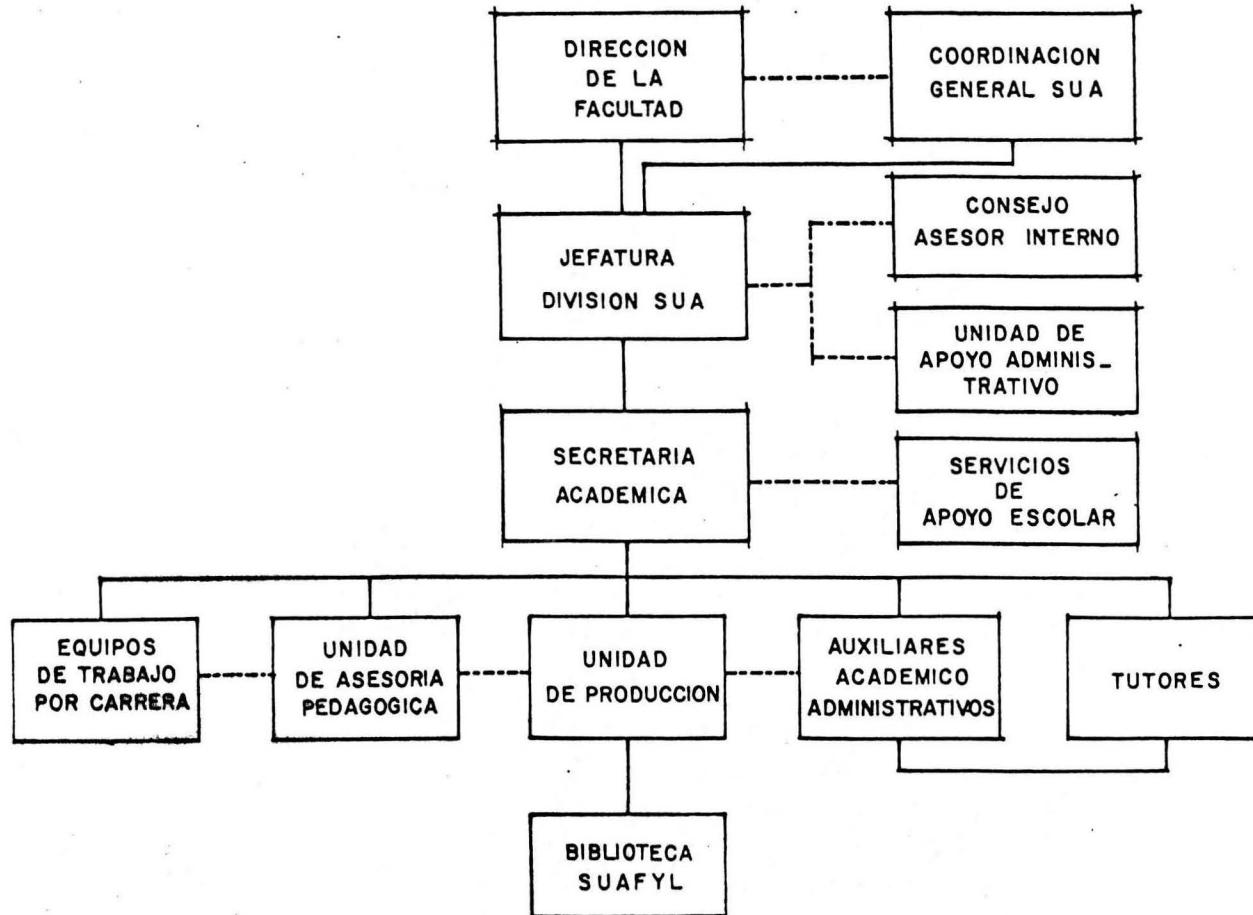 DIRECCION
DE LA
FACULTAD
COORDINACION
GENERAL SUA
JEFATURA
DIVISION SUA
CONSEJO
ASESOR INTERNO
UNIDAD DE
APOYO ADMINIS_
TRATIVO
SECRETARIA
ACADEMICA
SERVICIOS
DE
APOYO ESCOLAR
EQUIPOS
DE TRABAJO
POR CARRERA
UNIDAD
DE ASESORIA
PEDAGOGICA
UNIDAD
DE PRODUCCION
AUXILIARES
ACADEMICO
ADMINISTRATIVOS
TUTORES
BIBLIOTECA
SUAFYL